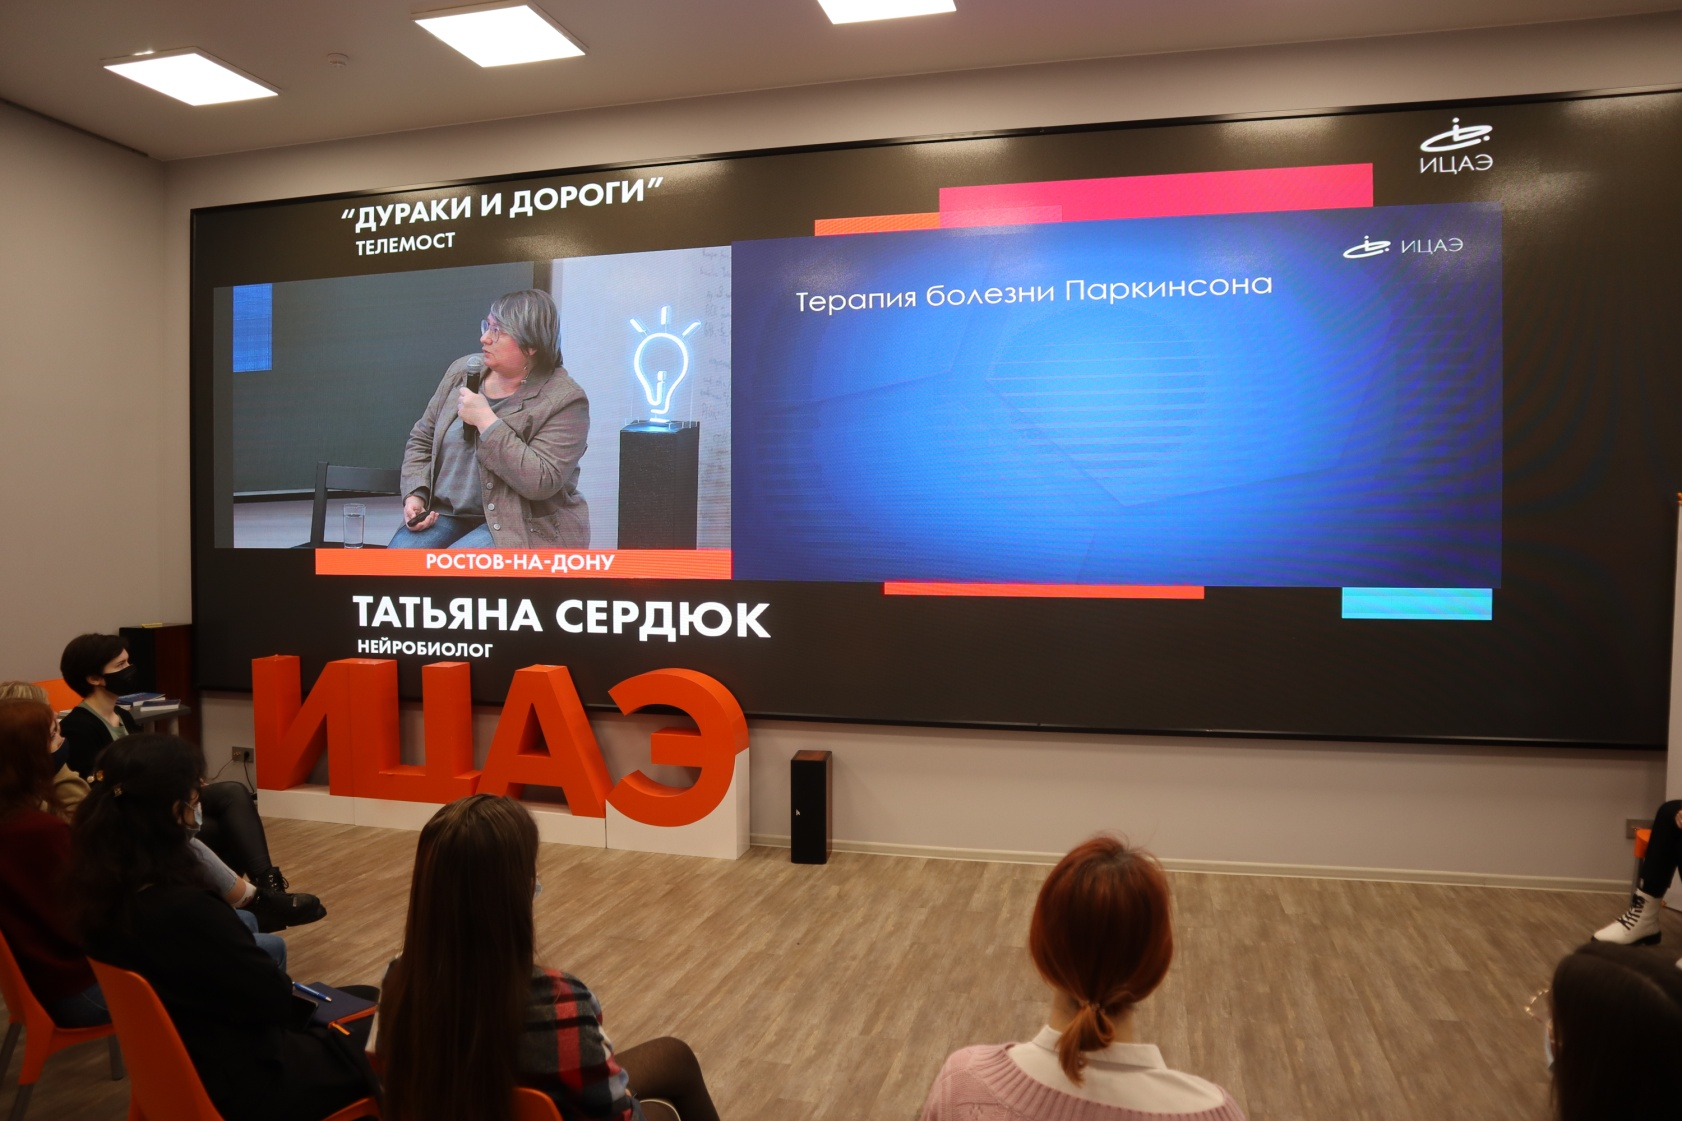 “ДУРАКИ И ДОРОГИ”
ТЕЛЕМОСТ
ИЦАЭ
ИЦАЭ
Терапия болезни Паркинсона
РОСТОВ-НА-ДОНУ
ТАТЬЯНА СЕРДЮК
НЕЙРОБИОЛОГ
ИЦАЭ